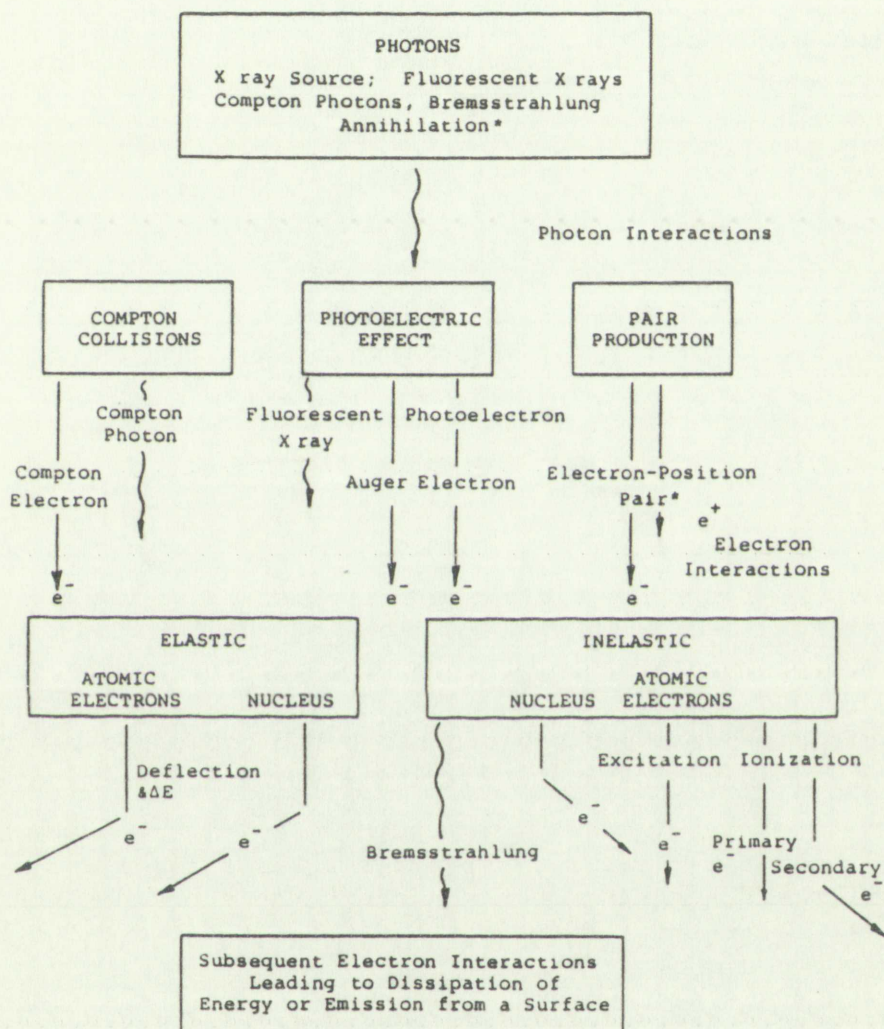 PHOTONS
X ray Source; Fluorescent X rays
Compton Photons, Bremsstrahlung
Annihilation*
Photon Interactions
COMPTON
COLLISIONS
PHOTOELECTRIC
EFFECT
PAIR
PRODUCTION
Compton
Photon
Fluorescent
X ray
Photoelectron
Compton
Electron
Auger Electron
Electron-Position
Pair*
e+
Electron
Interactions
e-
e-
e-
e-
ELASTIC
ATOMIC
ELECTRONS
NUCLEUS
INELASTIC
NUCLEUS
ATOMIC
ELECTRONS
Deflection
&ΔE
e-
e-
Bremsstrahlung
e-
Excitation
Ionization
e-
Primary
e-
Secondary
e-
Subsequent Electron Interactions
Leading to Dissipation of
Energy or Emission from a Surface